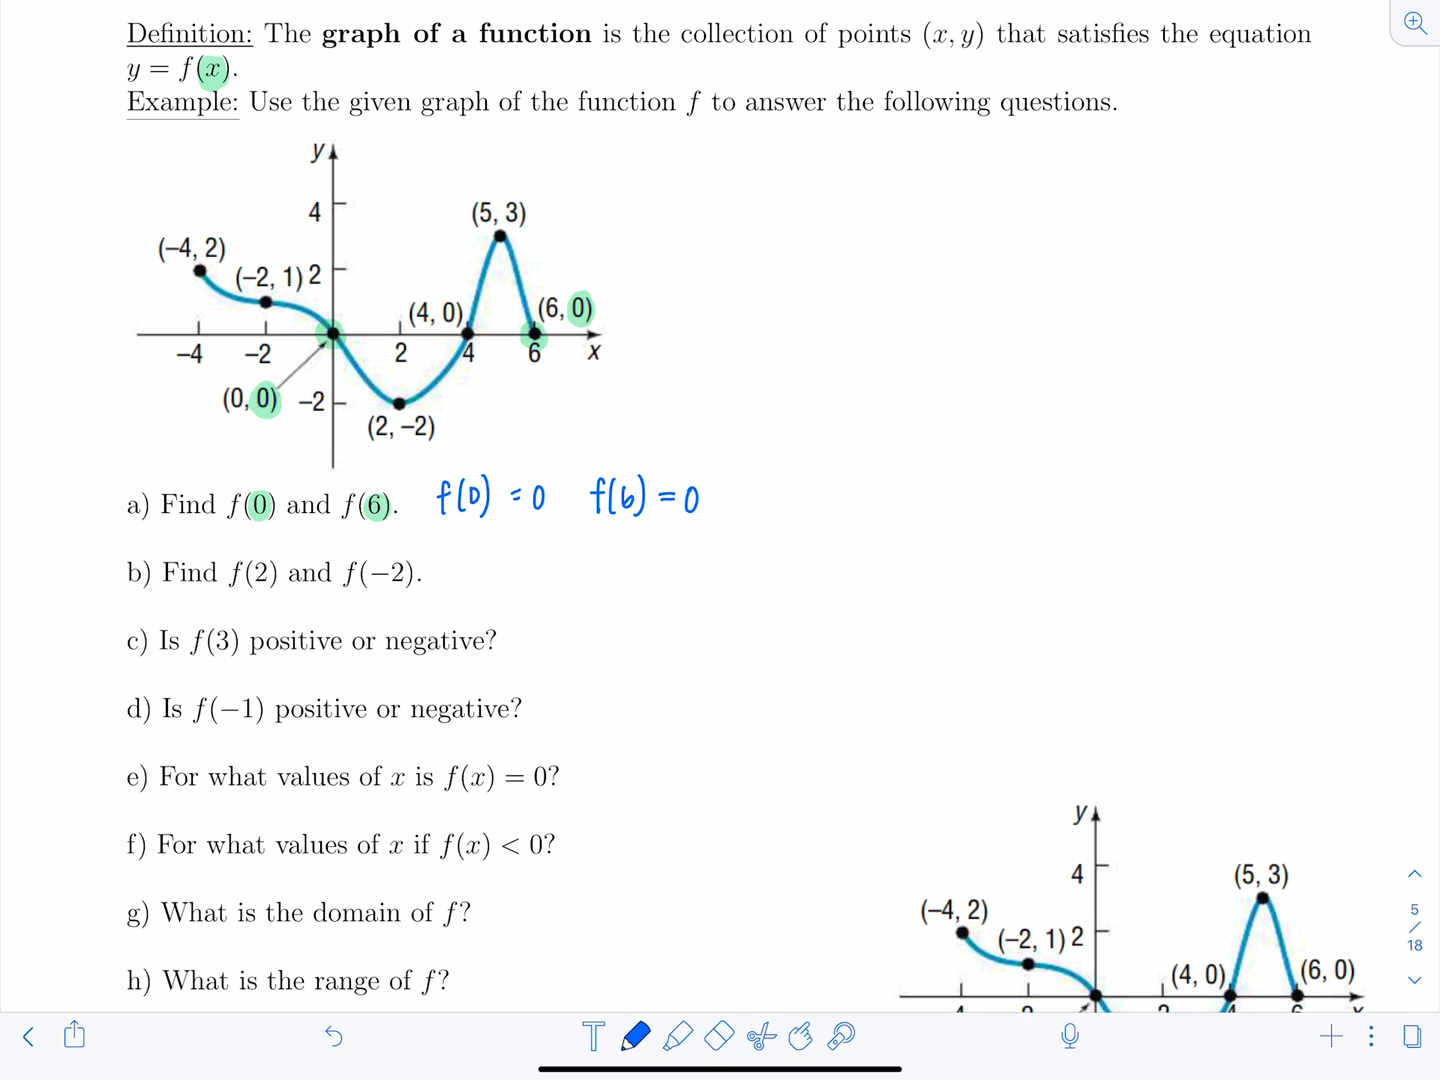 Definition: The graph of a function is the collection of points (x, y) that satisfies the equation
y = f(x).
Example: Use the given graph of the function f to answer the following questions.
y
4
(5, 3)
(–4, 2)
(–2, 1) 2
(4, 0)
(6, 0)
–4 –2 2 4 6 x
(0, 0) –2
(2, –2)
a) Find f(0) and f(6). f(0) = 0 f(6) = 0
b) Find f(2) and f(−2).
c) Is f(3) positive or negative?
d) Is f(−1) positive or negative?
e) For what values of x is f(x) = 0?
f) For what values of x if f(x) < 0?
g) What is the domain of f?
h) What is the range of f?
y
4
(5, 3)
(–4, 2)
(–2, 1) 2
(4, 0)
(6, 0)
5
/
18
T